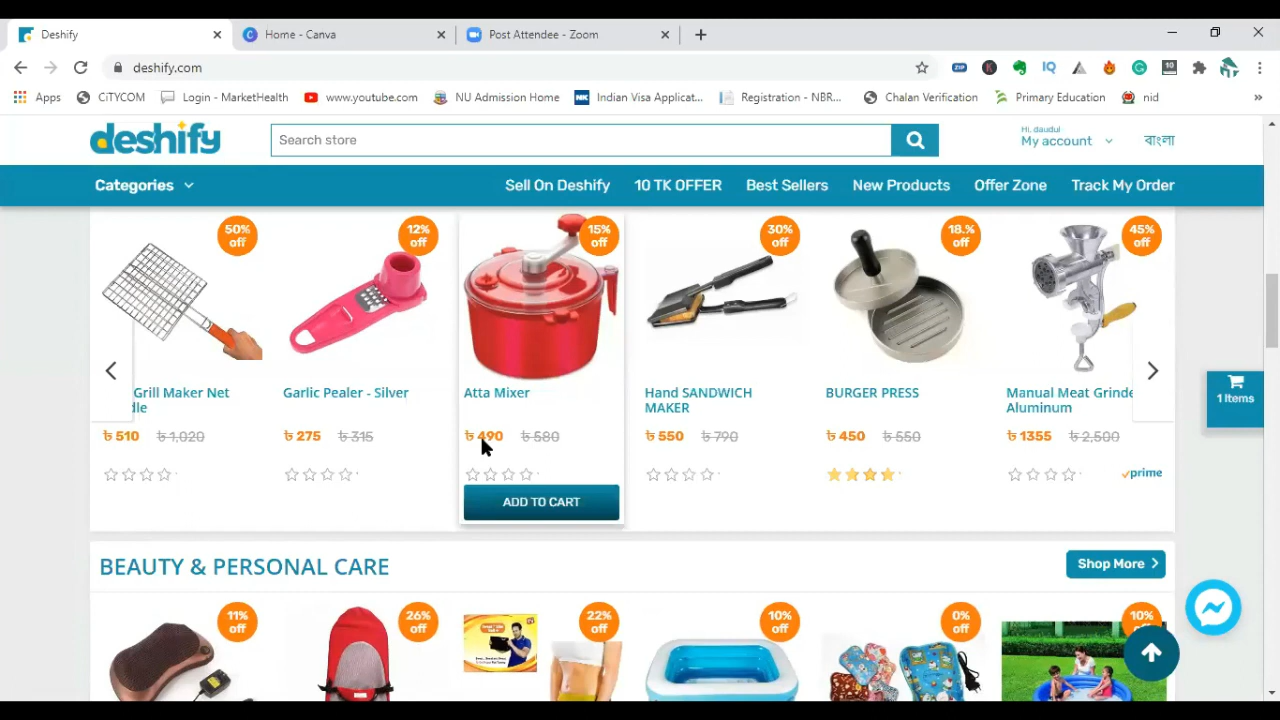 Deshify
Home - Canva
Post Attendee - Zoom
deshify.com
ZIP
K
IQ
10
Apps
CiTYCOM
Login - MarketHealth
www.youtube.com
NU Admission Home
NK
Indian Visa Applicat...
Registration - NBR...
Chalan Verification
Primary Education
nid
»
deshify
Search store
Hi, daudul
My account
বাংলা
Categories
Sell On Deshify
10 TK OFFER
Best Sellers
New Products
Offer Zone
Track My Order
50%
off
12%
off
15%
off
30%
off
18.%
off
45%
off
Grill Maker Net
dle
Garlic Pealer - Silver
Atta Mixer
Hand SANDWICH
MAKER
BURGER PRESS
Manual Meat Grinde
Aluminum
1 Items
৳ 510 ৳ 1,020
৳ 275 ৳ 315
৳ 490 ৳ 580
৳ 550 ৳ 790
৳ 450 ৳ 550
৳ 1355 ৳ 2,500
prime
ADD TO CART
BEAUTY & PERSONAL CARE
Shop More
11%
off
26%
off
22%
off
10%
off
0%
off
10%
off